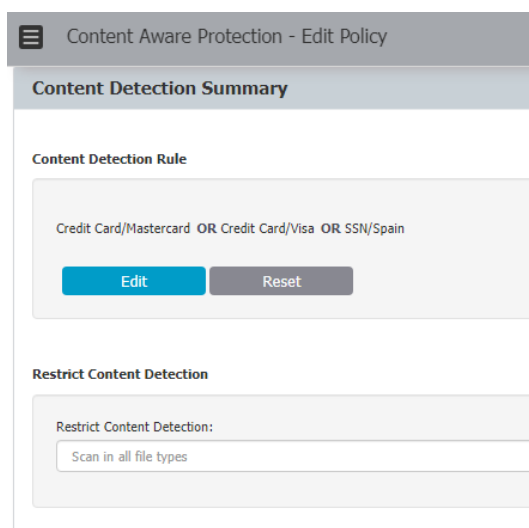 Content Aware Protection - Edit Policy
Content Detection Summary
Content Detection Rule
Credit Card/Mastercard OR Credit Card/Visa OR SSN/Spain
Edit Reset
Restrict Content Detection
Restrict Content Detection:
Scan in all file types